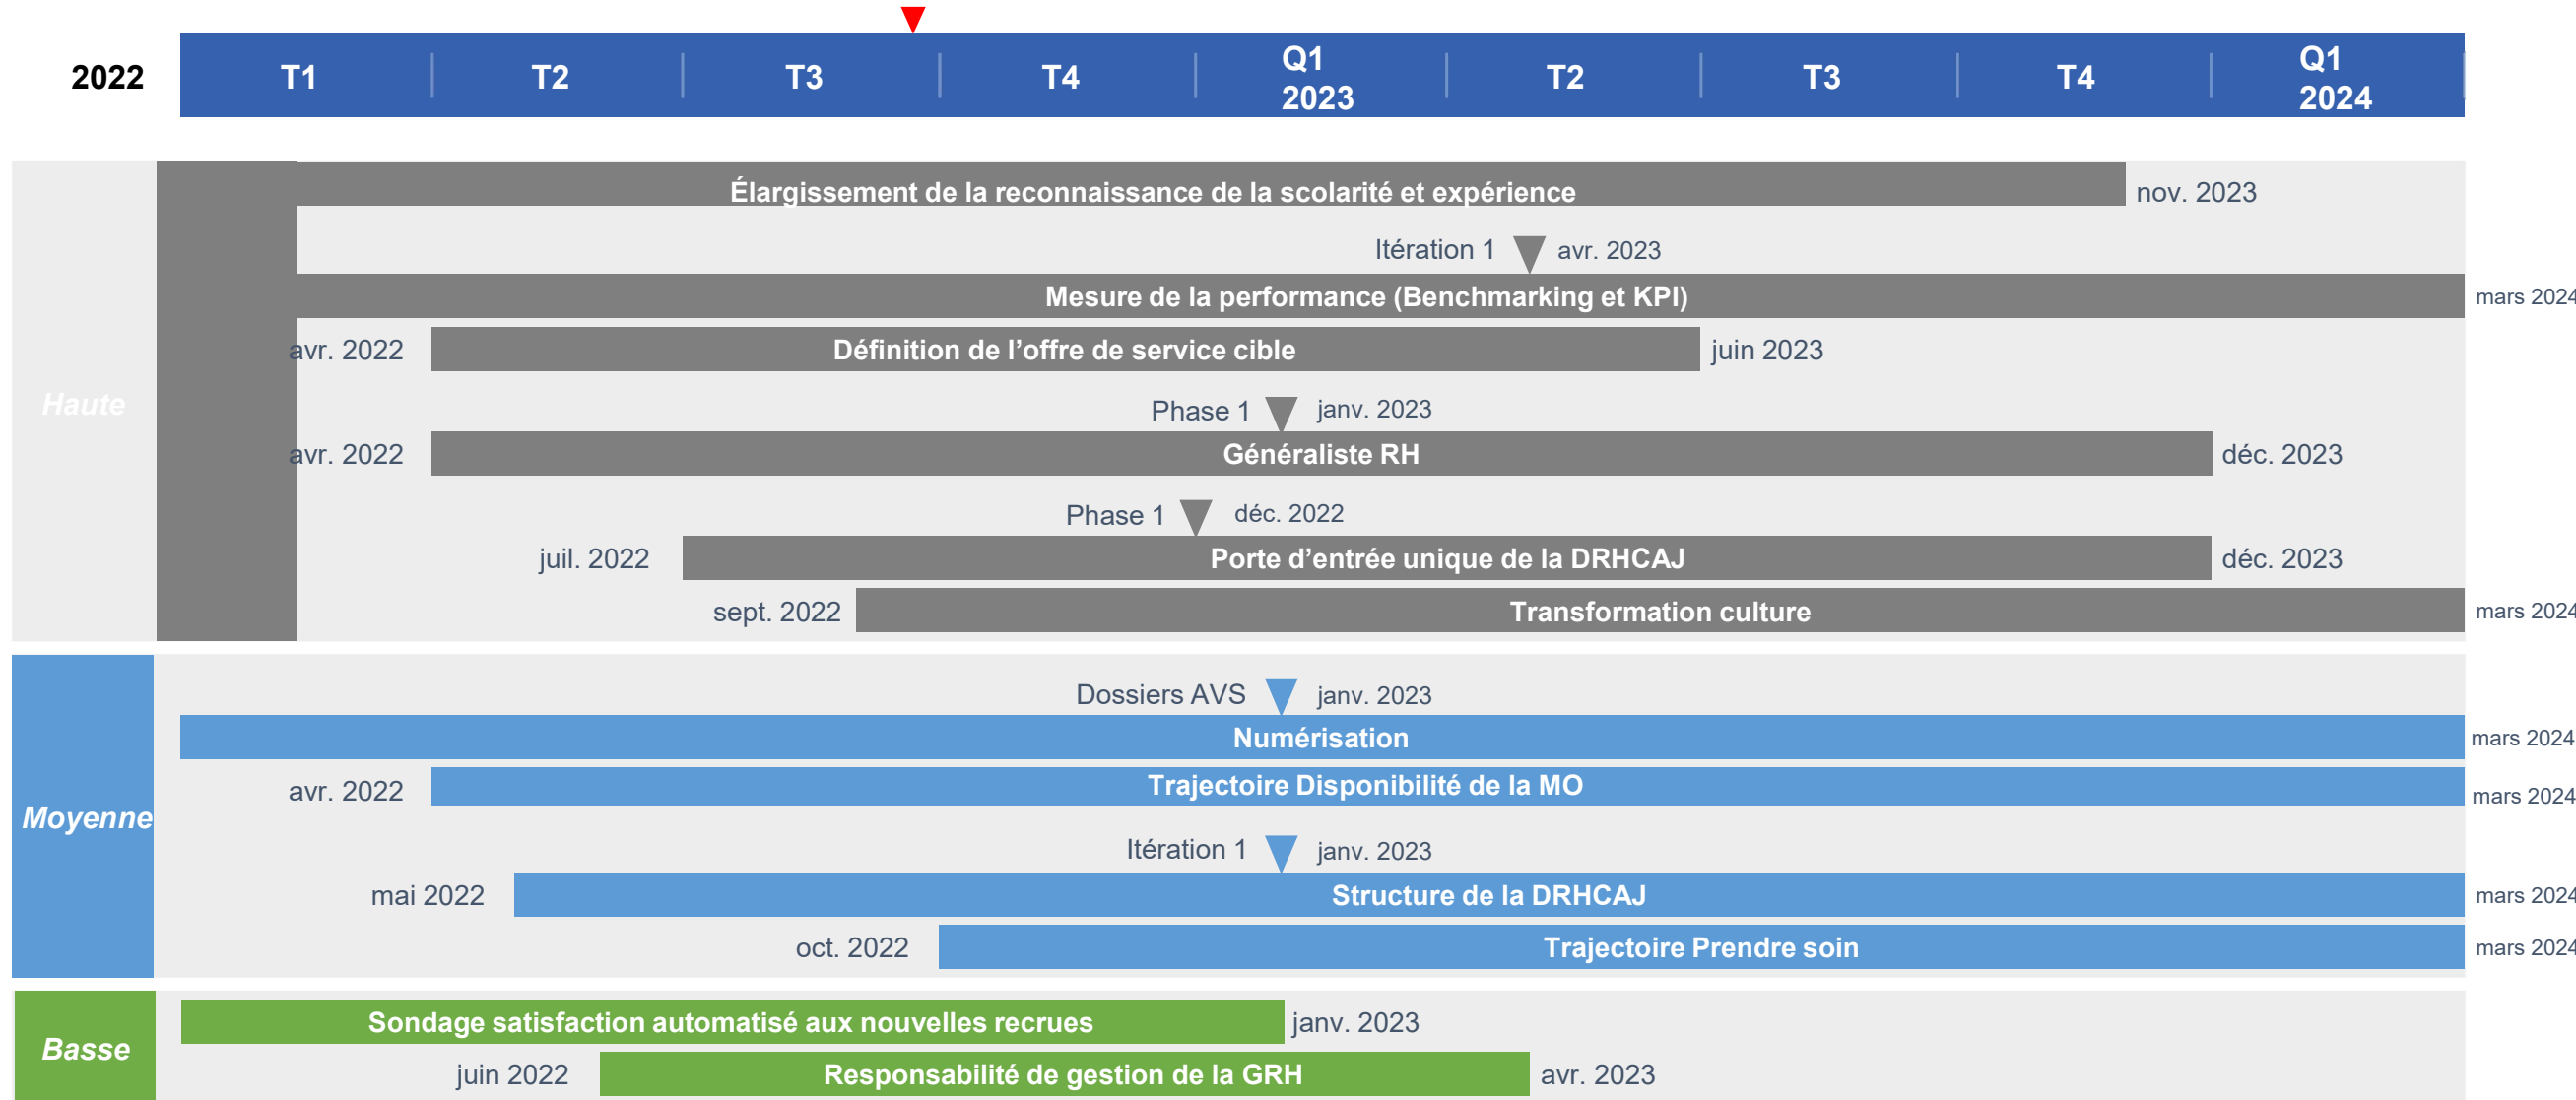 2022
T1
T2
T3
T4
Q1
2023
T2
T3
T4
Q1
2024
Haute
Élargissement de la reconnaissance de la scolarité et expérience
nov. 2023
Itération 1
avr. 2023
Mesure de la performance (Benchmarking et KPI)
mars 2024
avr. 2022
Définition de l’offre de service cible
juin 2023
Phase 1
janv. 2023
avr. 2022
Généraliste RH
déc. 2023
Phase 1
déc. 2022
juil. 2022
Porte d’entrée unique de la DRHCAJ
déc. 2023
sept. 2022
Transformation culture
mars 2024
Moyenne
Dossiers AVS
janv. 2023
Numérisation
mars 2024
avr. 2022
Trajectoire Disponibilité de la MO
mars 2024
Itération 1
janv. 2023
mai 2022
Structure de la DRHCAJ
mars 2024
oct. 2022
Trajectoire Prendre soin
mars 2024
Basse
Sondage satisfaction automatisé aux nouvelles recrues
janv. 2023
juin 2022
Responsabilité de gestion de la GRH
avr. 2023